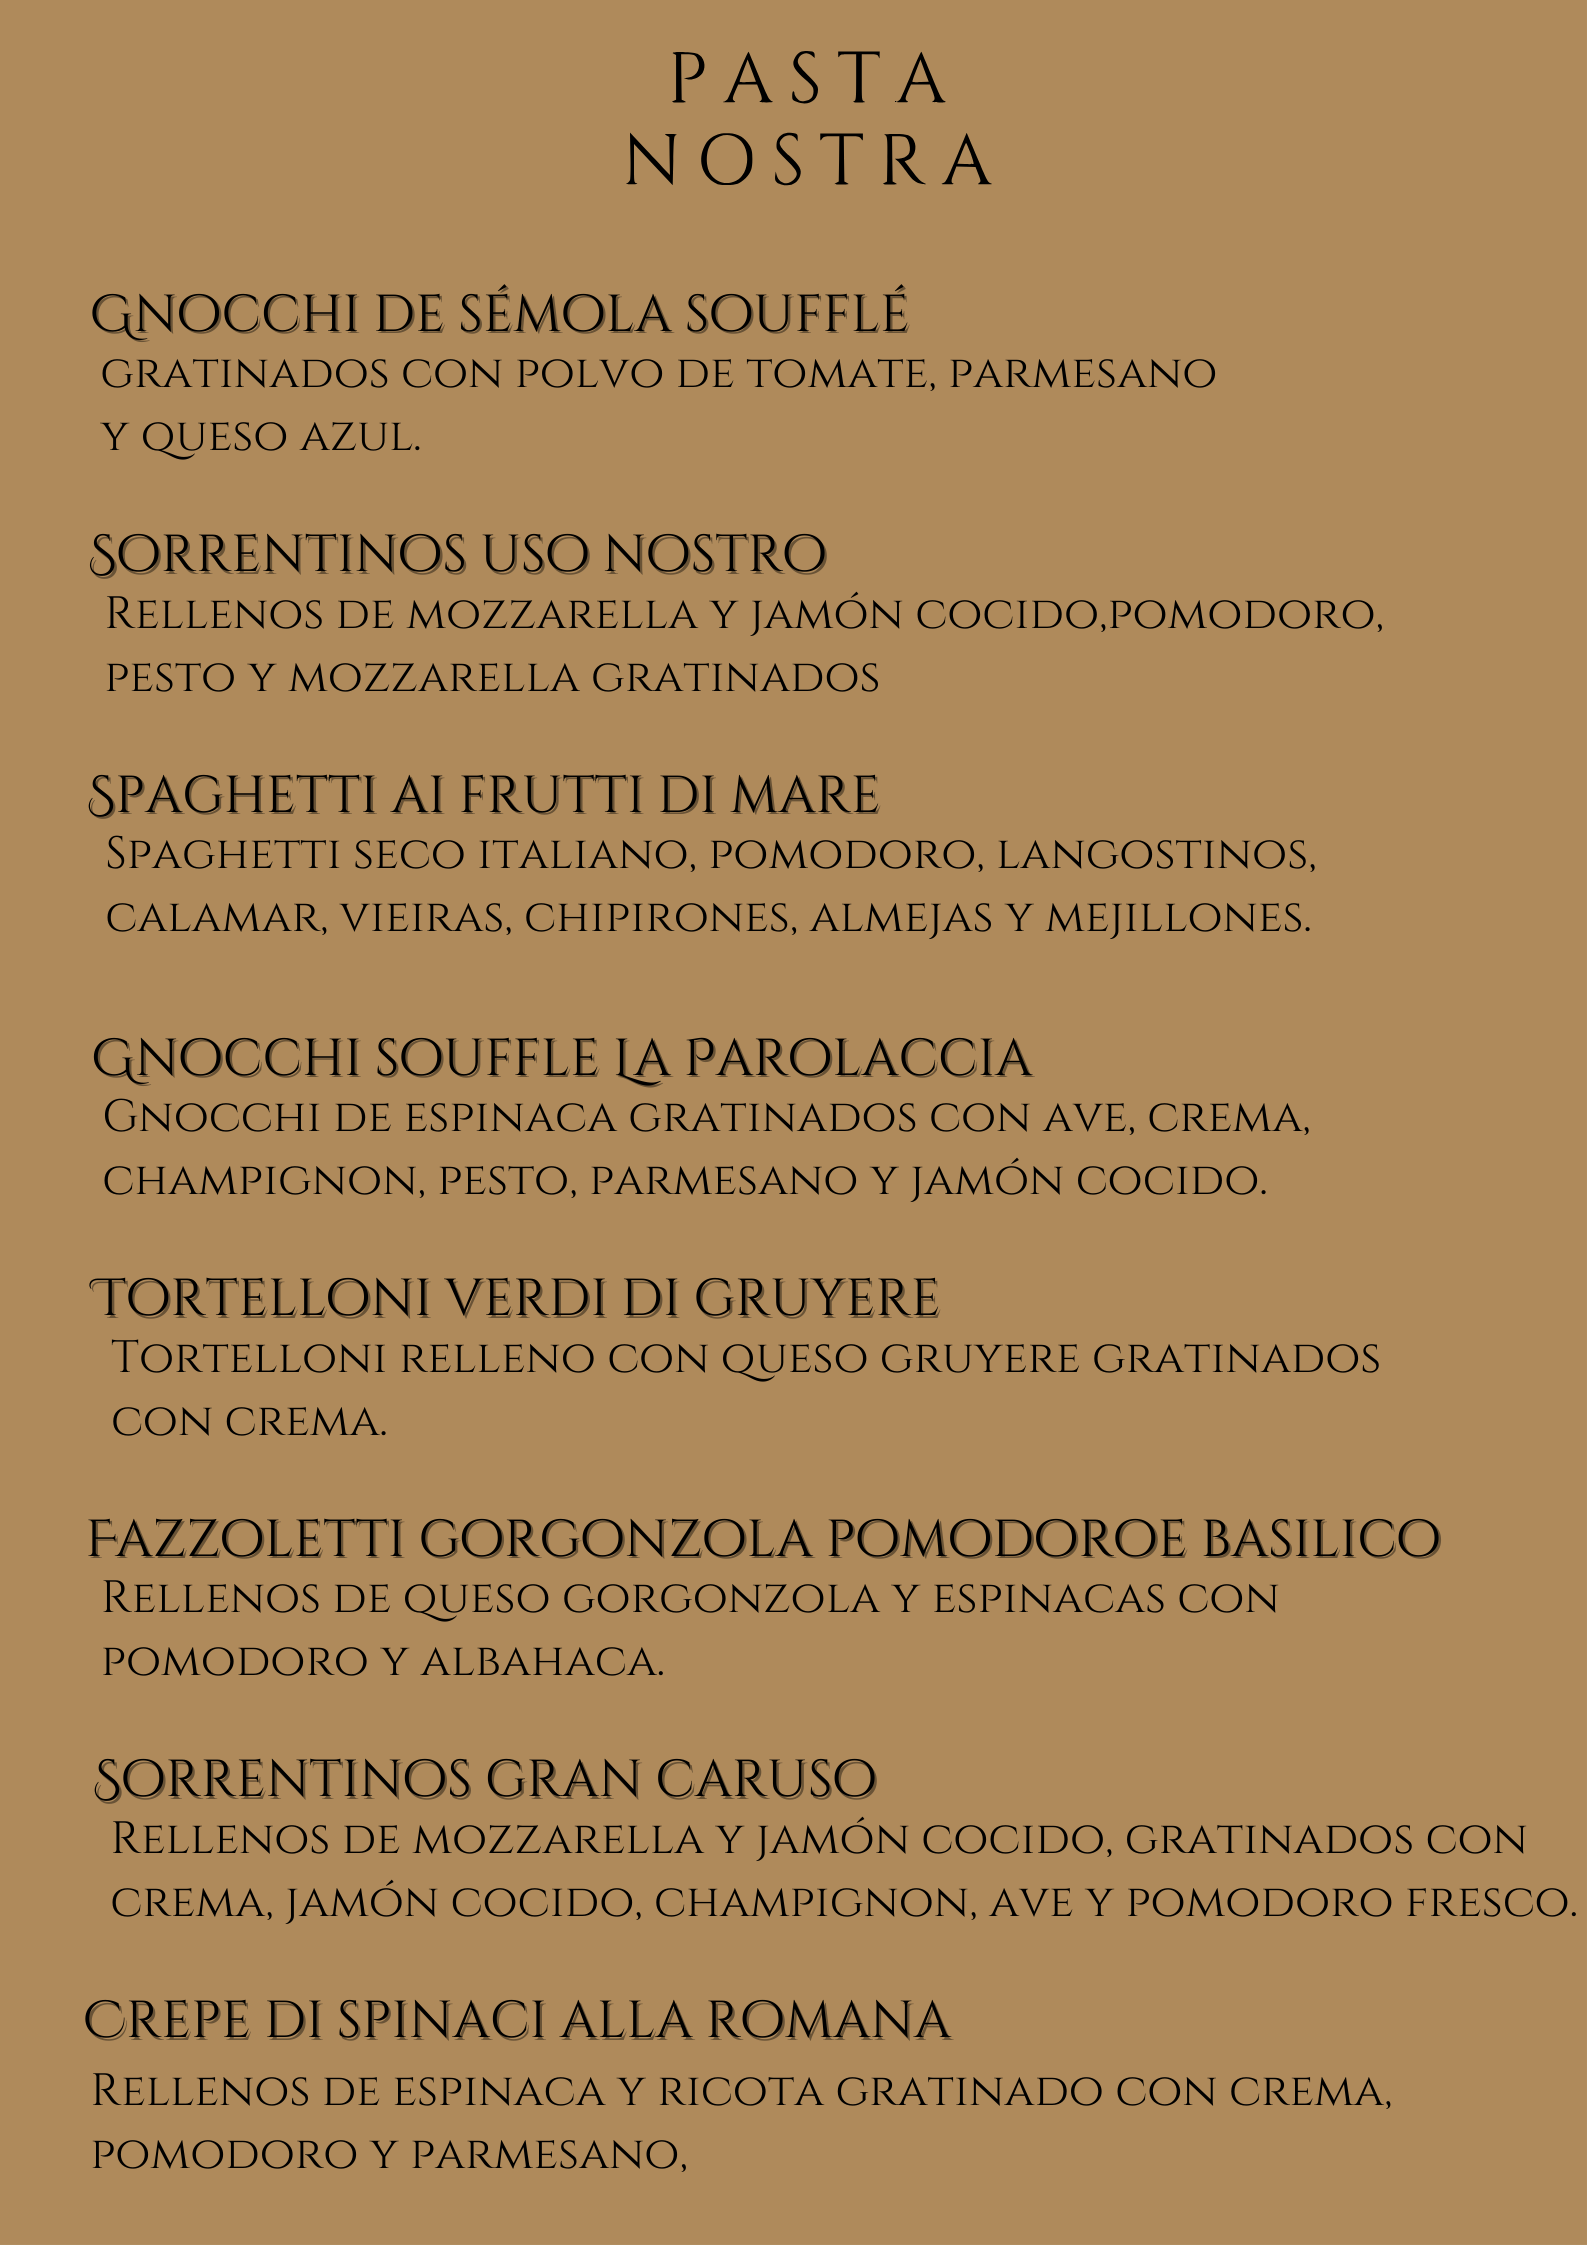 PASTA
NOSTRA
Gnocchi de sémola soufflé
gratinados con polvo de tomate, parmesano
y queso azul.
Sorrentinos uso nostro
Rellenos de mozzarella y jamón cocido,pomodoro,
pesto y mozzarella gratinados
Spaghetti ai frutti di mare
Spaghetti seco italiano, pomodoro, langostinos,
calamar, vieiras, chipirones, almejas y mejillones.
Gnocchi souffle La Parolaccia
Gnocchi de espinaca gratinados con ave, crema,
champignon, pesto, parmesano y jamón cocido.
Tortelloni verdi di gruyere
Tortelloni relleno con queso gruyere gratinados
con crema.
Fazzoletti gorgonzola pomodoroe basilico
Rellenos de queso gorgonzola y espinacas con
pomodoro y albahaca.
Sorrentinos gran caruso
Rellenos de mozzarella y jamón cocido, gratinados con
crema, jamón cocido, champignon, ave y pomodoro fresco.
Crepe di spinaci alla romana
Rellenos de espinaca y ricota gratinado con crema,
pomodoro y parmesano,